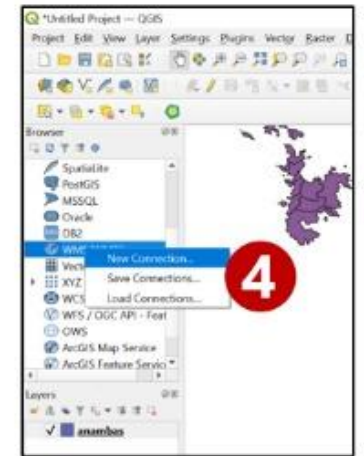 *Untitled Project — QGIS
Project Edit View Layer Settings Plugins Vector Raster D
Browser
SpatiaLite
PostGIS
MSSQL
Oracle
DB2
WMS
New Connection...
Vect
Save Connections...
XYZ
Load Connections...
WCS
WFS / OGC API - Feat
OWS
ArcGIS Map Service
ArcGIS Feature Servic
4
Layers
anambas